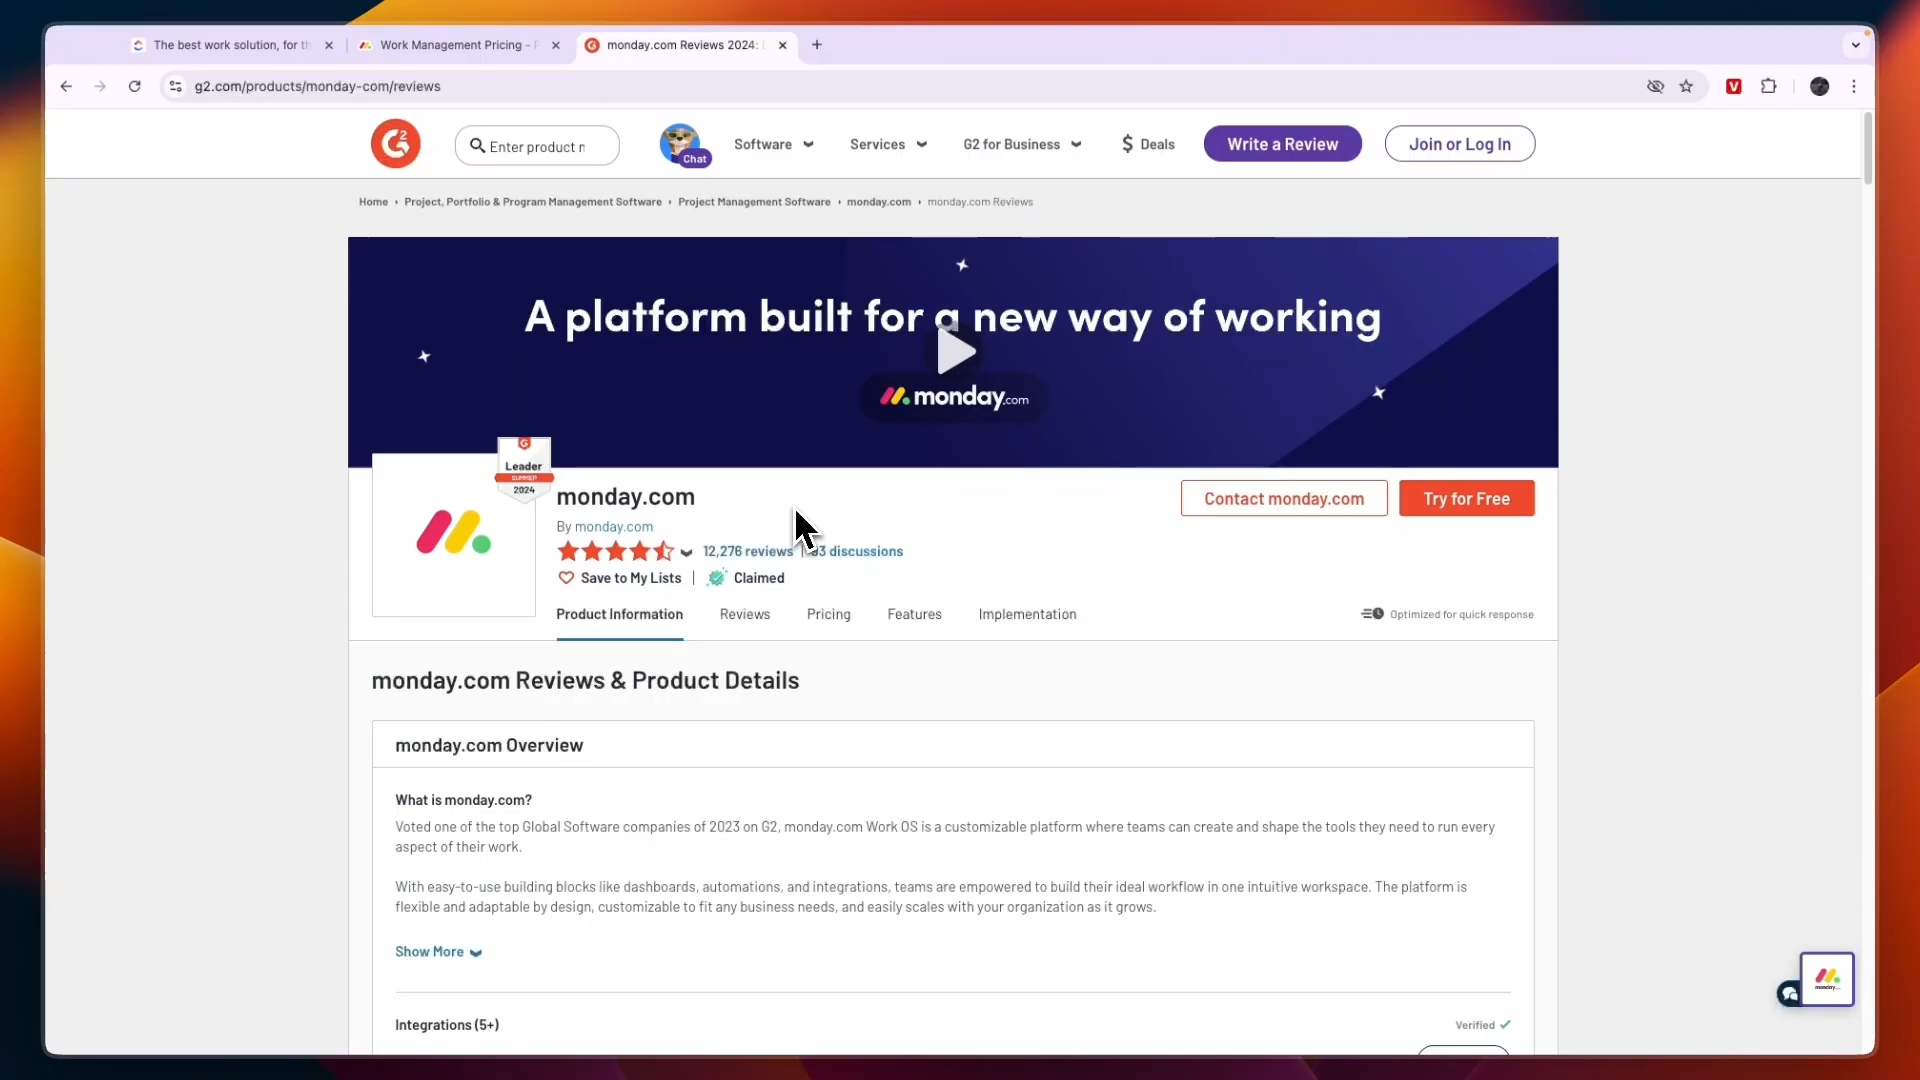 The best work solution, for th
Work Management Pricing -
monday.com Reviews 2024:
g2.com/products/monday-com/reviews
Enter product n
Chat
Software
Services
G2 for Business
$ Deals
Write a Review
Join or Log In
Home › Project, Portfolio & Program Management Software › Project Management Software › monday.com › monday.com Reviews
A platform built for a new way of working
monday.com
Leader
SUMMER
2024
monday.com
Contact monday.com
Try for Free
By monday.com
12,276 reviews | 93 discussions
Save to My Lists | Claimed
Product Information
Reviews
Pricing
Features
Implementation
Optimized for quick response
monday.com Reviews & Product Details
monday.com Overview
What is monday.com?
Voted one of the top Global Software companies of 2023 on G2, monday.com Work OS is a customizable platform where teams can create and shape the tools they need to run every
aspect of their work.
With easy-to-use building blocks like dashboards, automations, and integrations, teams are empowered to build their ideal workflow in one intuitive workspace. The platform is
flexible and adaptable by design, customizable to fit any business needs, and easily scales with your organization as it grows.
Show More
Integrations (5+)
Verified